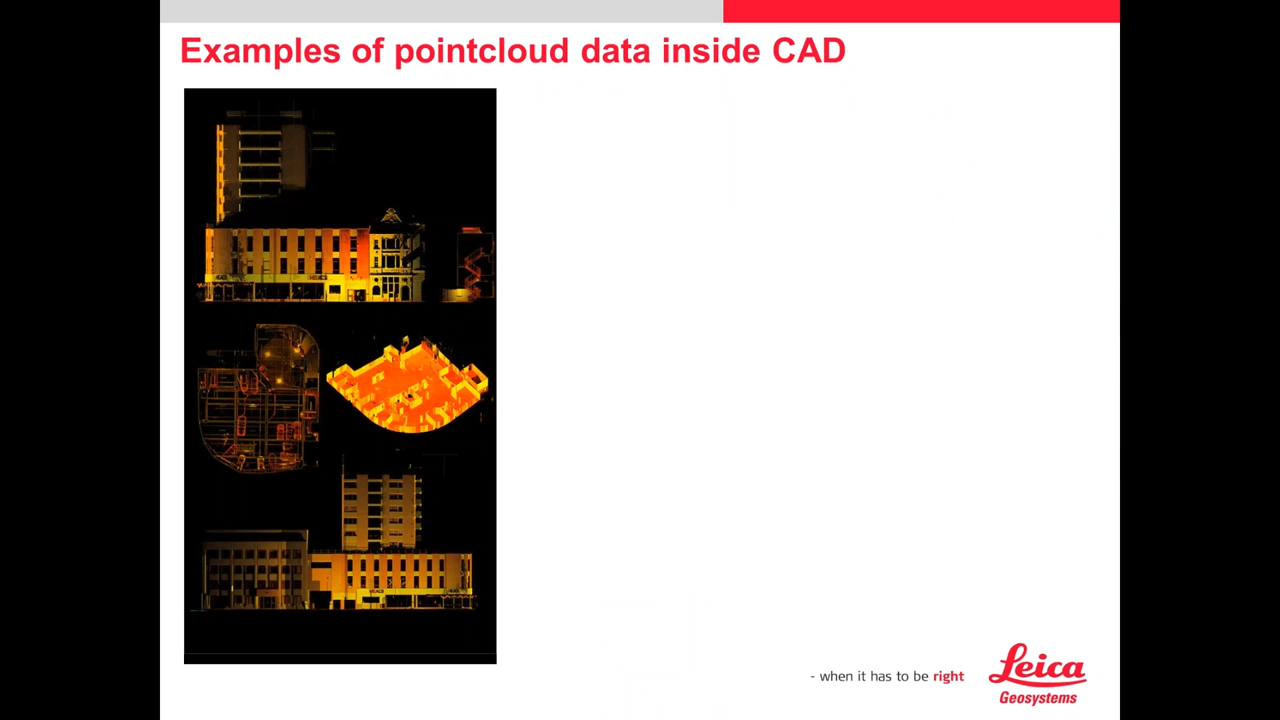 Examples of pointcloud data inside CAD
- when it has to be right
Leica
Geosystems